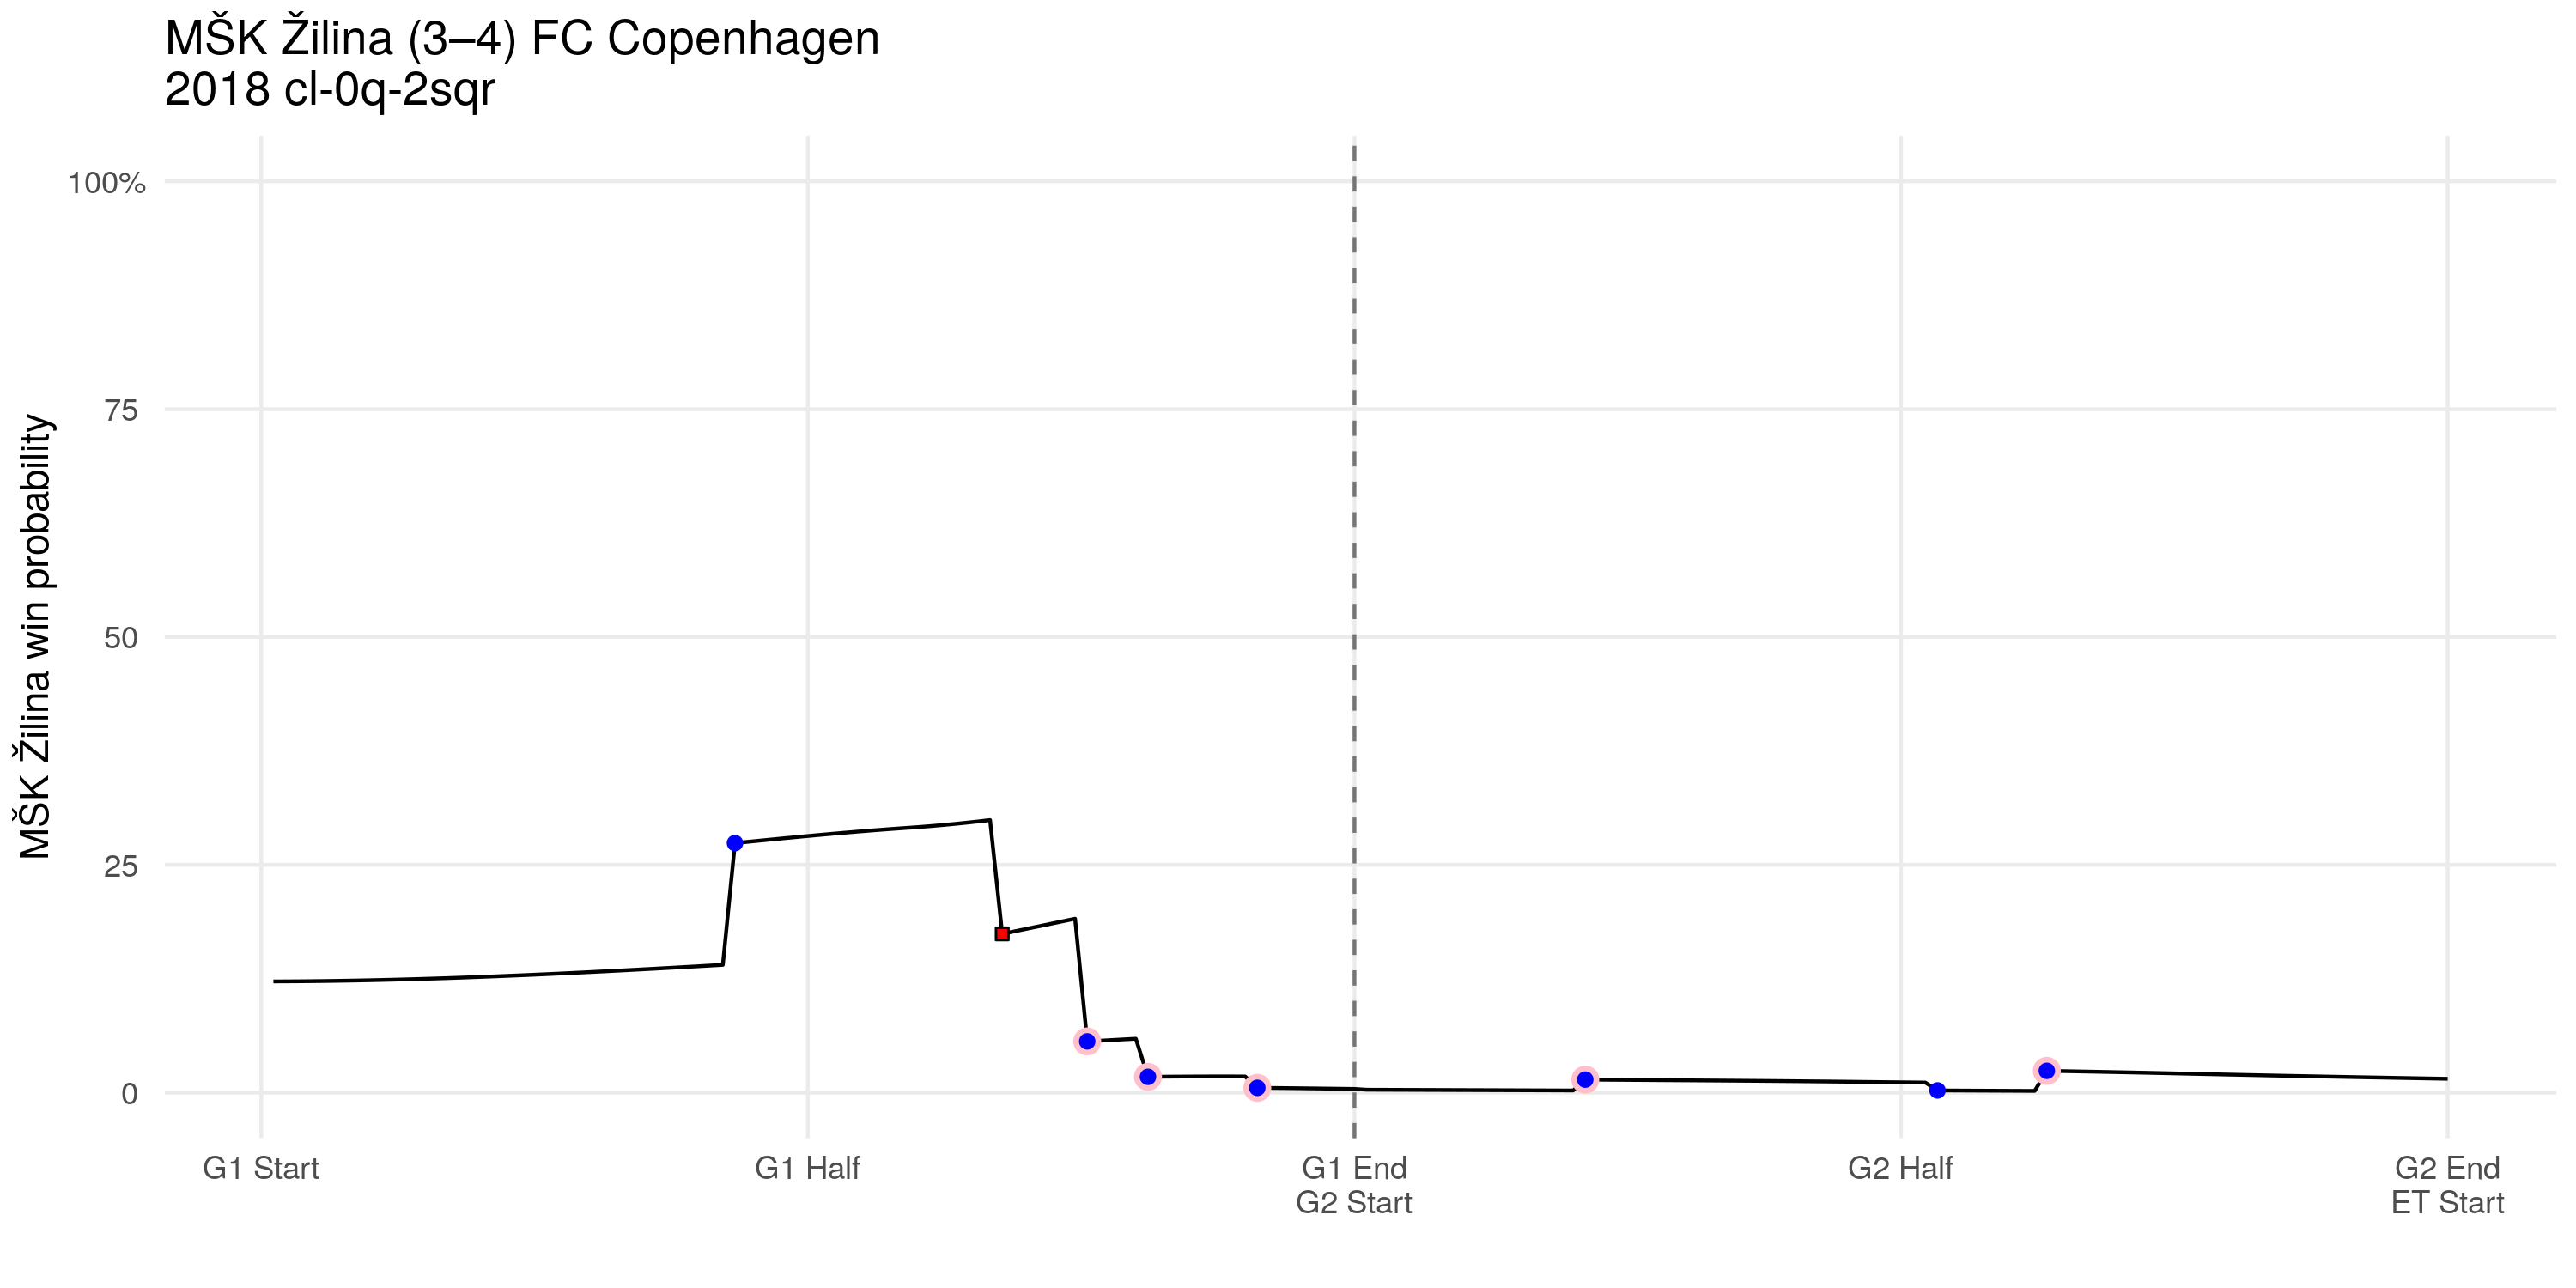 MŠK Žilina (3–4) FC Copenhagen
2018 cl-0q-2sqr
MŠK Žilina win probability
100%
75
50
25
0
G1 Start
G1 Half
G1 End
G2 Start
G2 Half
G2 End
ET Start